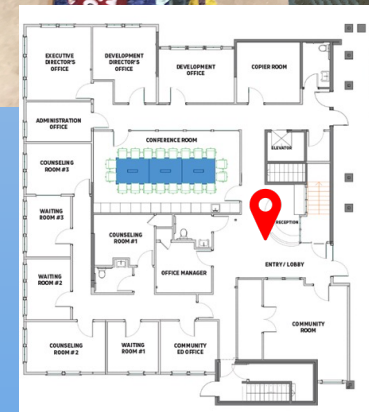 EXECUTIVE
DIRECTOR'S
OFFICE
DEVELOPMENT
DIRECTOR'S
OFFICE
DEVELOPMENT
OFFICE
COPIER ROOM
ADMINISTRATION
OFFICE
CONFERENCE ROOM
ELEVATOR
COUNSELING
ROOM #3
WAITING
ROOM #3
RECEPTION
COUNSELING
ROOM #1
OFFICE MANAGER
ENTRY/ LOBBY
WAITING
ROOM #2
COMMUNITY
ROOM
COUNSELING
ROOM #2
WAITING
ROOM #1
COMMUNITY
ED OFFICE